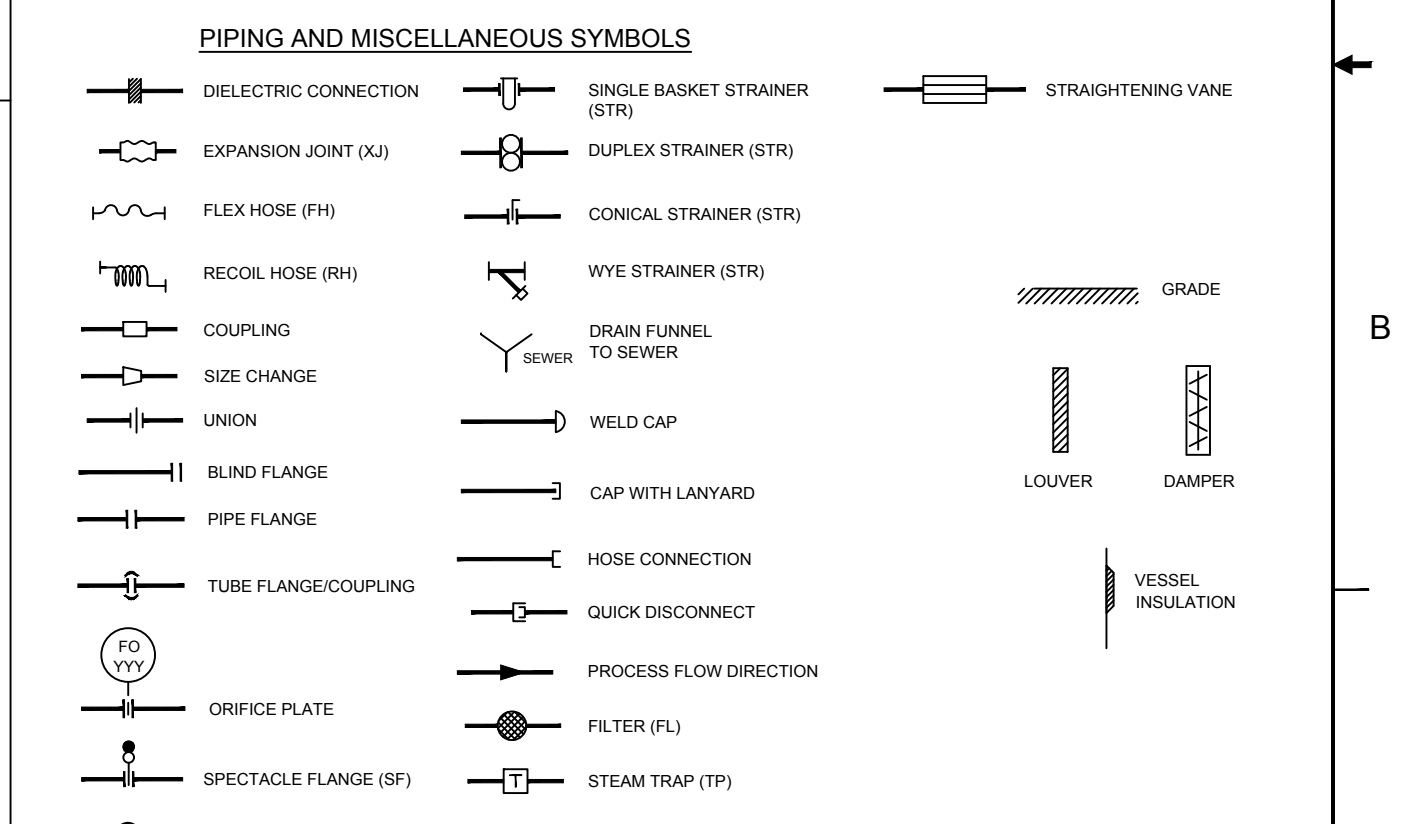 PIPING AND MISCELLANEOUS SYMBOLS
DIELECTRIC CONNECTION
EXPANSION JOINT (XJ)
FLEX HOSE (FH)
RECOIL HOSE (RH)
COUPLING
SIZE CHANGE
UNION
BLIND FLANGE
PIPE FLANGE
TUBE FLANGE/COUPLING
FO
YYY
ORIFICE PLATE
SPECTACLE FLANGE (SF)
SINGLE BASKET STRAINER
(STR)
DUPLEX STRAINER (STR)
CONICAL STRAINER (STR)
WYE STRAINER (STR)
SEWER
DRAIN FUNNEL
TO SEWER
WELD CAP
CAP WITH LANYARD
HOSE CONNECTION
QUICK DISCONNECT
PROCESS FLOW DIRECTION
FILTER (FL)
T
STEAM TRAP (TP)
STRAIGHTENING VANE
GRADE
LOUVER
DAMPER
VESSEL
INSULATION
B